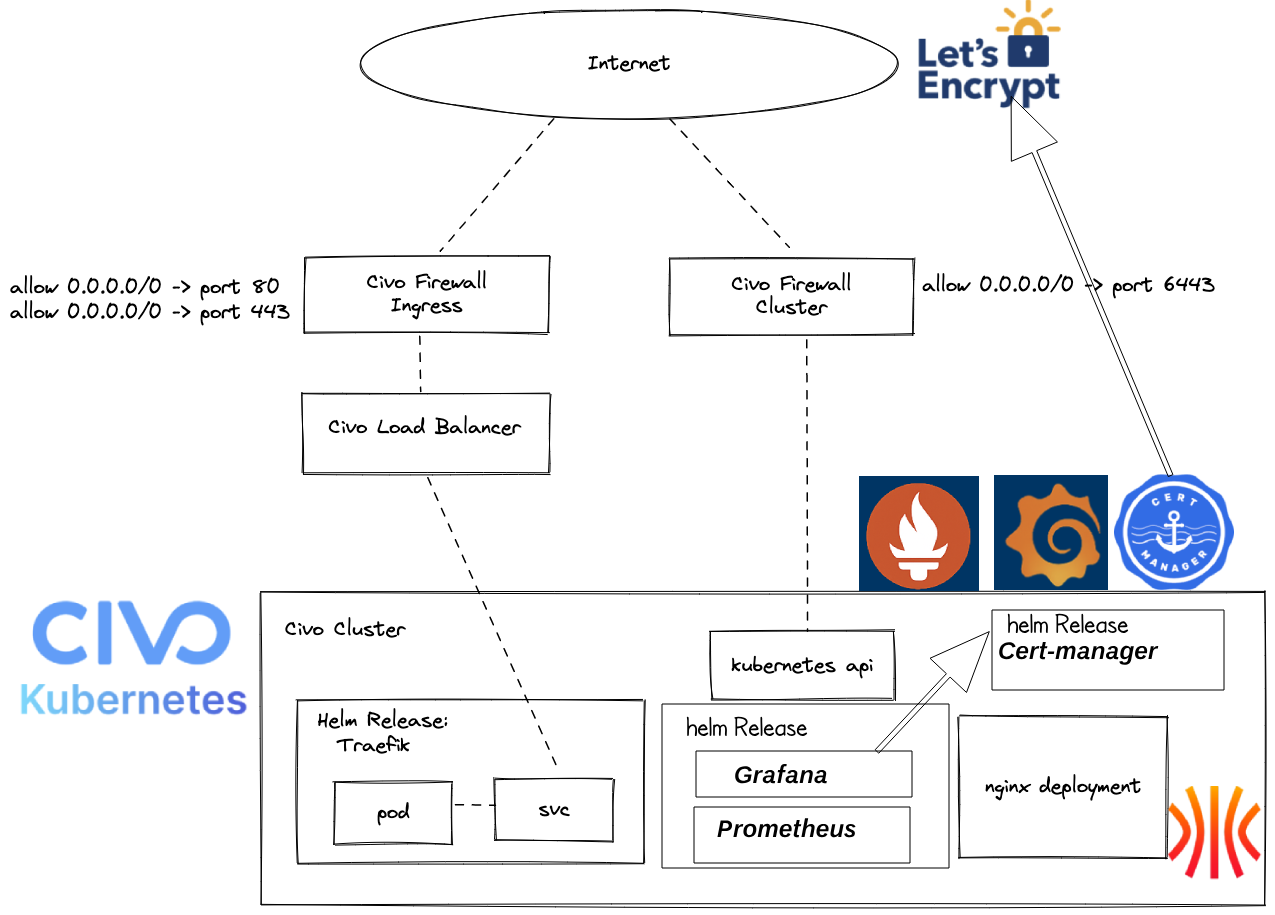 Internet
Let's
Encrypt
allow 0.0.0.0/0 -> port 80
allow 0.0.0.0/0 -> port 443
Civo Firewall
Ingress
Civo Firewall
Cluster
allow 0.0.0.0/0 -> port 6443
Civo Load Balancer
CERT
MANAGER
CIVO
Kubernetes
Civo Cluster
kubernetes api
helm Release
Cert-manager
Helm Release:
Traefik
pod
svc
helm Release
Grafana
Prometheus
nginx deployment